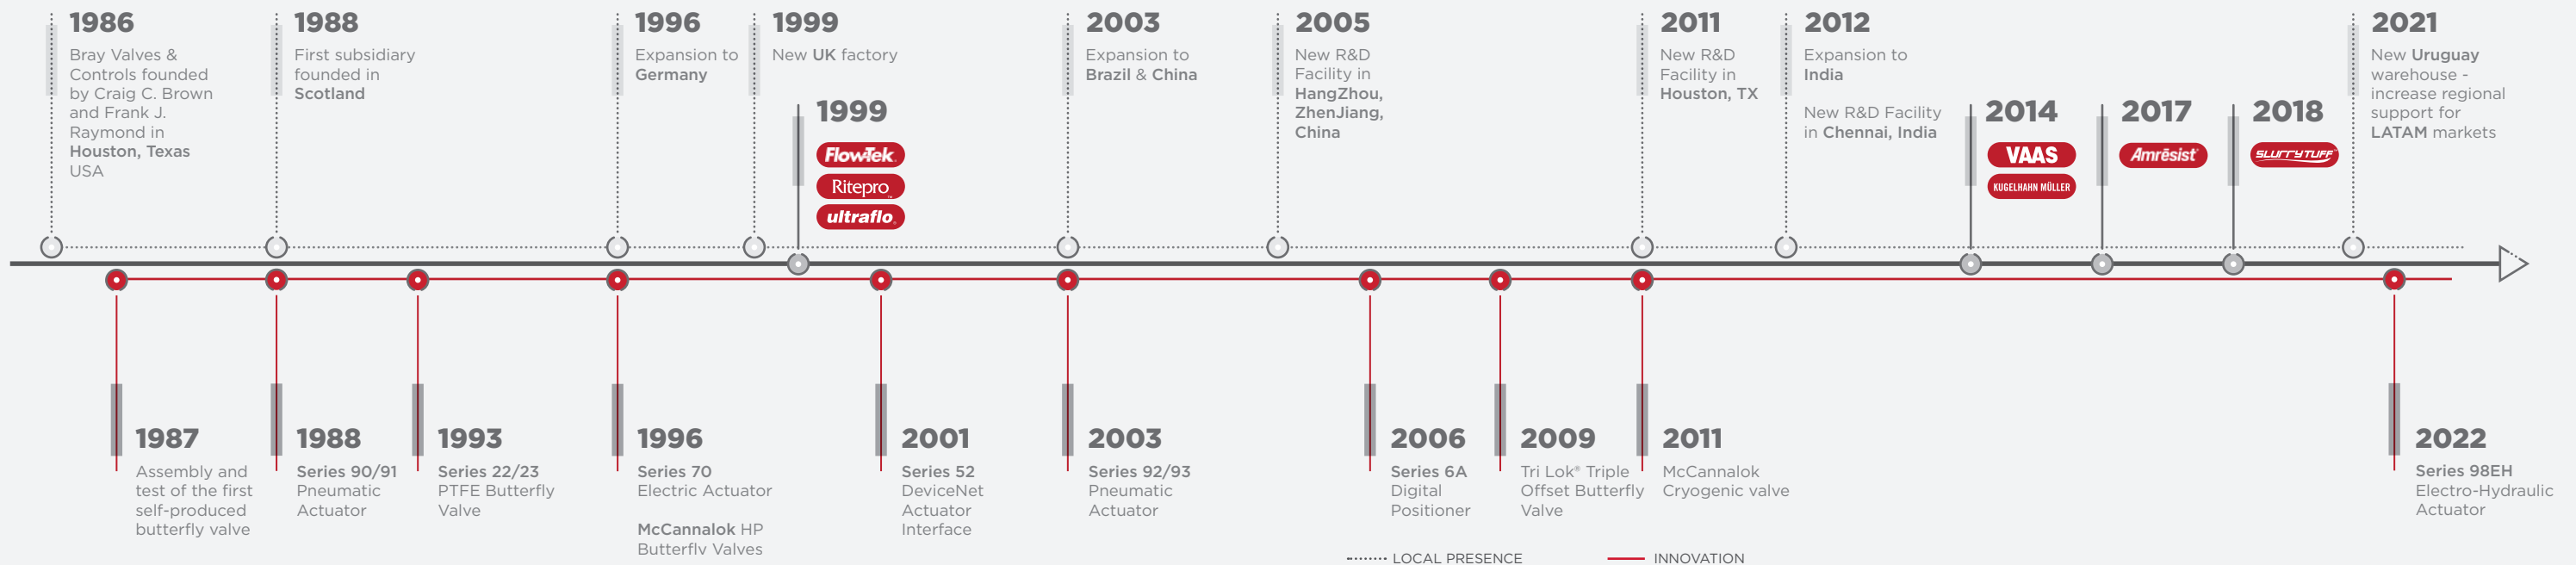 1986
Bray Valves &
Controls founded
by Craig C. Brown
and Frank J.
Raymond in
Houston, Texas
USA
1988
First subsidiary
founded in
Scotland
1996
Expansion to
Germany
1999
New UK factory
1999
FlowTek
Ritepro
ultraflo
2003
Expansion to
Brazil & China
2005
New R&D
Facility in
HangZhou,
ZhenJiang,
China
2011
New R&D
Facility in
Houston, TX
2012
Expansion to
India
New R&D Facility
in Chennai, India
2014
VAAS
KUGELHAHN MÜLLER
2017
Amrēsist
2018
SLURRYTUFF
2021
New Uruguay
warehouse -
increase regional
support for
LATAM markets
1987
Assembly and
test of the first
self-produced
butterfly valve
1988
Series 90/91
Pneumatic
Actuator
1993
Series 22/23
PTFE Butterfly
Valve
1996
Series 70
Electric Actuator
McCannalok HP
Butterfly Valves
2001
Series 52
DeviceNet
Actuator
Interface
2003
Series 92/93
Pneumatic
Actuator
2006
Series 6A
Digital
Positioner
2009
Tri Lok® Triple
Offset Butterfly
Valve
2011
McCannalok
Cryogenic valve
2022
Series 98EH
Electro-Hydraulic
Actuator
LOCAL PRESENCE
INNOVATION